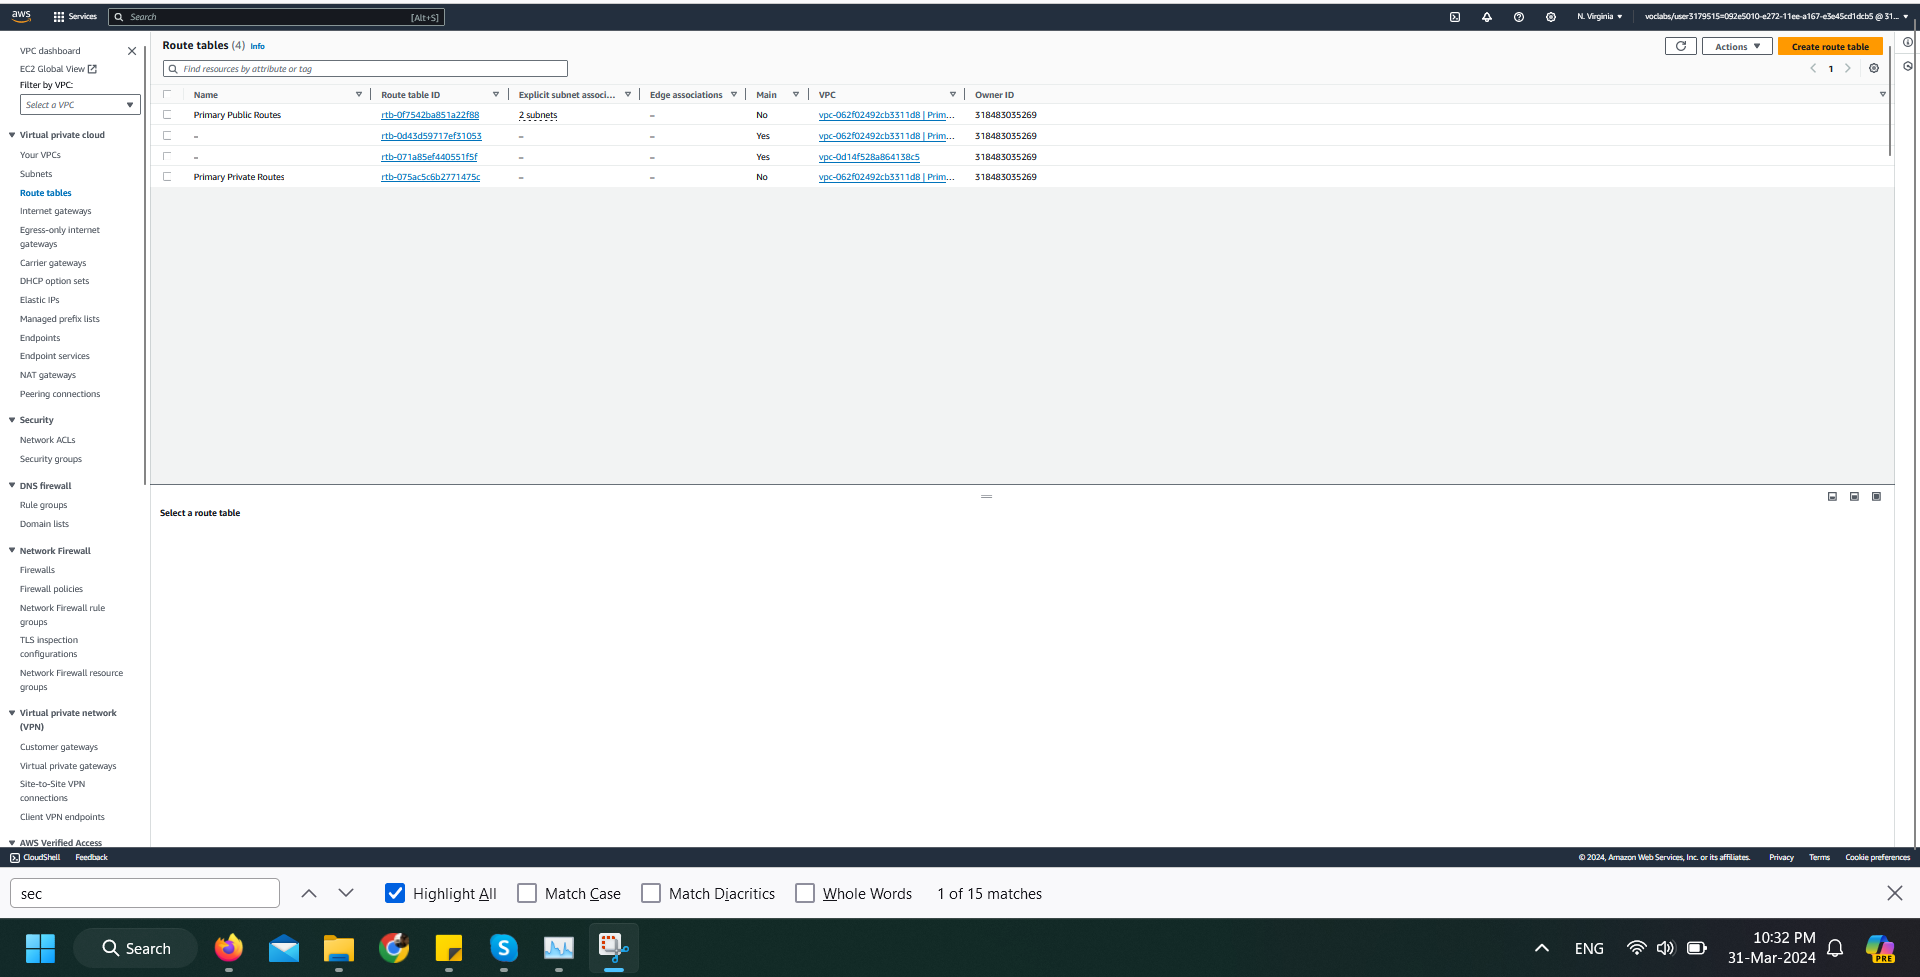 aws Services Search [Alt+S] N. Virginia voclabs/user3179515=092e5010-e272-11ee-a167-e3e45cd1dcb5 @ 31...
VPC dashboard
EC2 Global View
Filter by VPC:
Select a VPC
Virtual private cloud
Your VPCs
Subnets
Route tables
Internet gateways
Egress-only internet
gateways
Carrier gateways
DHCP option sets
Elastic IPs
Managed prefix lists
Endpoints
Endpoint services
NAT gateways
Peering connections
Security
Network ACLs
Security groups
DNS firewall
Rule groups
Domain lists
Network Firewall
Firewalls
Firewall policies
Network Firewall rule
groups
TLS inspection
configurations
Network Firewall resource
groups
Virtual private network
(VPN)
Customer gateways
Virtual private gateways
Site-to-Site VPN
connections
Client VPN endpoints
AWS Verified Access
Route tables (4) Info
Actions Create route table
Find resources by attribute or tag
1
Name Route table ID Explicit subnet associ... Edge associations Main VPC Owner ID
Primary Public Routes rtb-0f7542ba851a22f88 2 subnets – No vpc-062f02492cb3311d8 | Prim... 318483035269
– rtb-0d43d59717ef31053 – – Yes vpc-062f02492cb3311d8 | Prim... 318483035269
– rtb-071a85ef440551f5f – – Yes vpc-0d14f528a864138c5 318483035269
Primary Private Routes rtb-075ac5c6b2771475c – – No vpc-062f02492cb3311d8 | Prim... 318483035269
Select a route table
CloudShell Feedback © 2024, Amazon Web Services, Inc. or its affiliates. Privacy Terms Cookie preferences
sec Highlight All Match Case Match Diacritics Whole Words 1 of 15 matches
Search ENG 10:32 PM
31-Mar-2024
PRE